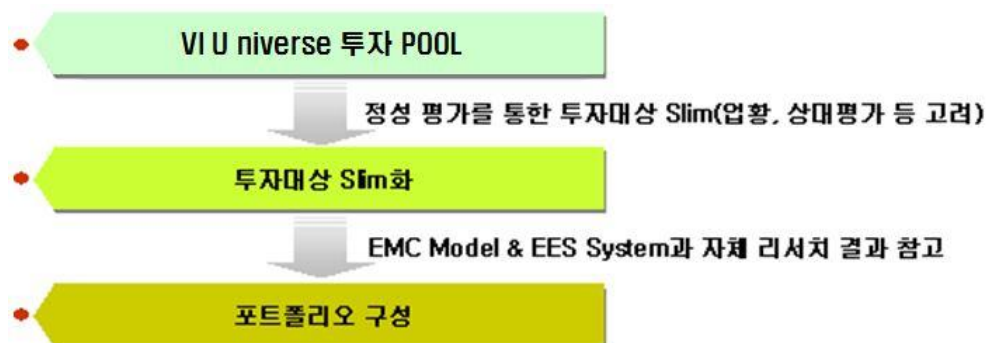 VI U niverse 투자 POOL
정성 평가를 통한 투자대상 Slim(업황, 상대평가 등 고려)
투자대상 Slim화
EMC Model & EES System과 자체 리서치 결과 참고
포트폴리오 구성